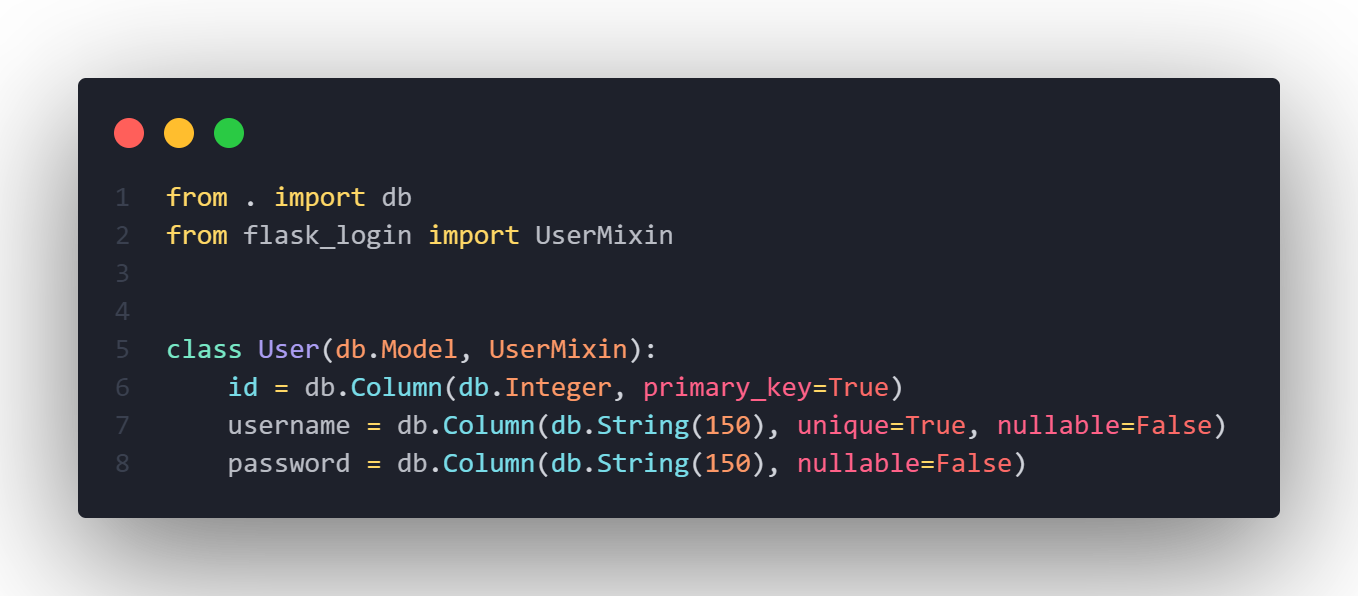 1 from . import db
2 from flask_login import UserMixin
3
4
5 class User(db.Model, UserMixin):
6     id = db.Column(db.Integer, primary_key=True)
7     username = db.Column(db.String(150), unique=True, nullable=False)
8     password = db.Column(db.String(150), nullable=False)